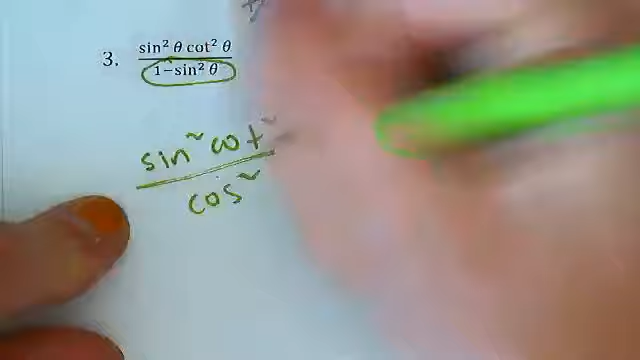 3. sin² θ cot² θ
1−sin² θ
sin² cot²
cos²